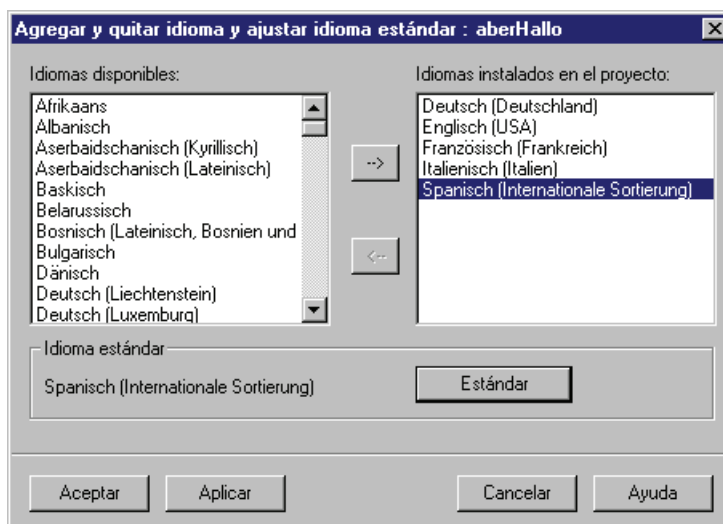 Agregar y quitar idioma y ajustar idioma estándar : aberHallo
Idiomas disponibles:
Afrikaans
Albanisch
Aserbaidschanisch (Kyrillisch)
Aserbaidschanisch (Lateinisch)
Baskisch
Belarussisch
Bosnisch (Lateinisch, Bosnien und
Bulgarisch
Dänisch
Deutsch (Liechtenstein)
Deutsch (Luxemburg)
-->
<--
Idiomas instalados en el proyecto:
Deutsch (Deutschland)
Englisch (USA)
Französisch (Frankreich)
Italienisch (Italien)
Spanisch (Internationale Sortierung)
Idioma estándar
Spanisch (Internationale Sortierung)
Estándar
Aceptar
Aplicar
Cancelar
Ayuda